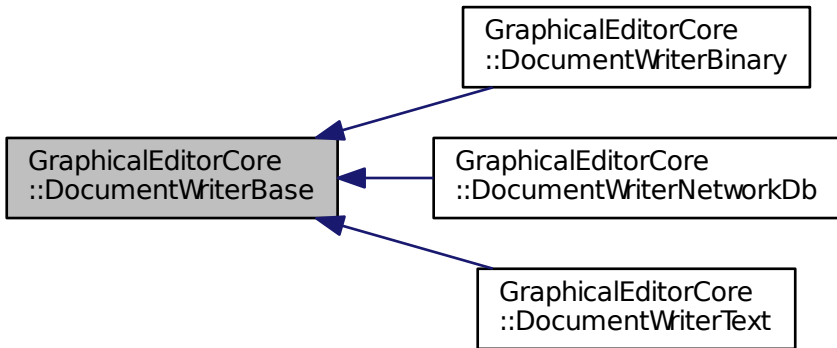 GraphicalEditorCore
::DocumentWriterBinary
GraphicalEditorCore
::DocumentWriterBase
GraphicalEditorCore
::DocumentWriterNetworkDb
GraphicalEditorCore
::DocumentWriterText